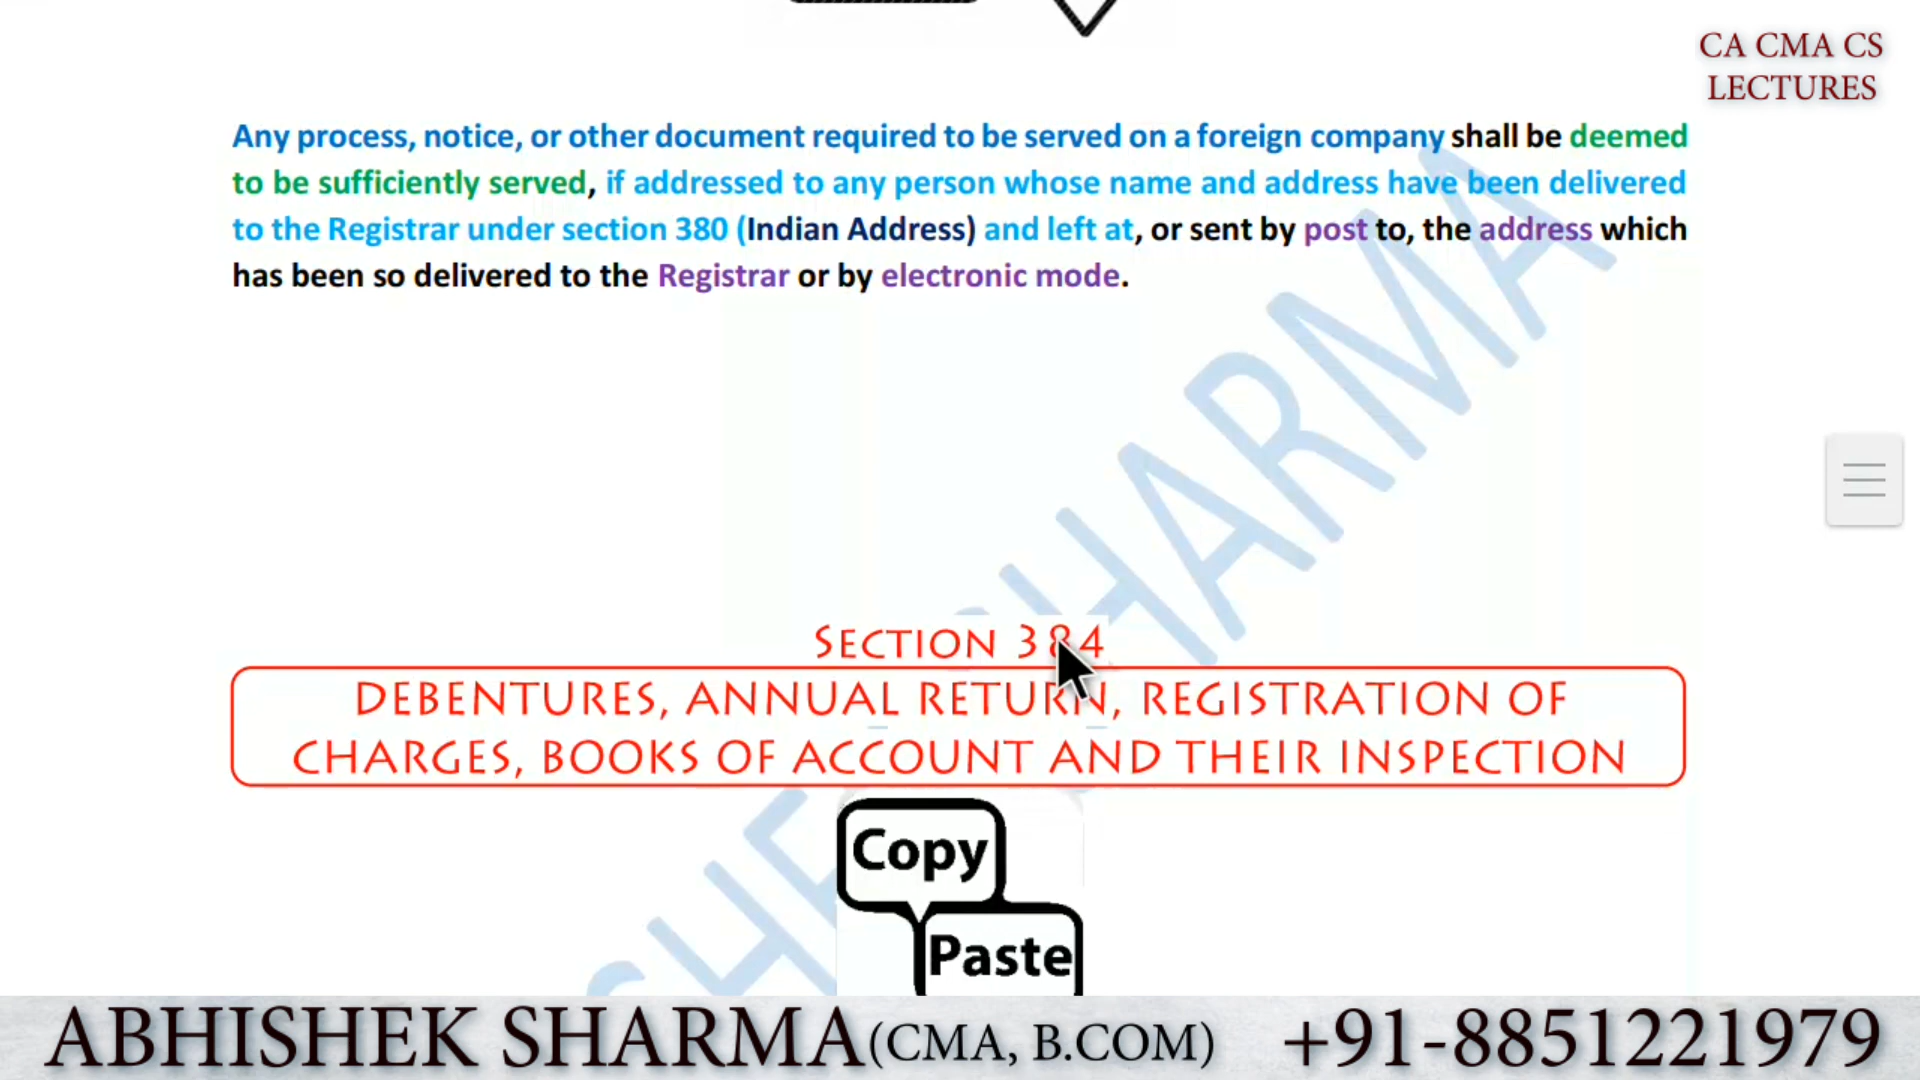 CA CMA CS
LECTURES
Any process, notice, or other document required to be served on a foreign company shall be deemed
to be sufficiently served, if addressed to any person whose name and address have been delivered
to the Registrar under section 380 (Indian Address) and left at, or sent by post to, the address which
has been so delivered to the Registrar or by electronic mode.
SHARMA
SECTION 384
DEBENTURES, ANNUAL RETURN, REGISTRATION OF
CHARGES, BOOKS OF ACCOUNT AND THEIR INSPECTION
Copy
Paste
ABHISHEK SHARMA (CMA, B.COM) +91-8851221979